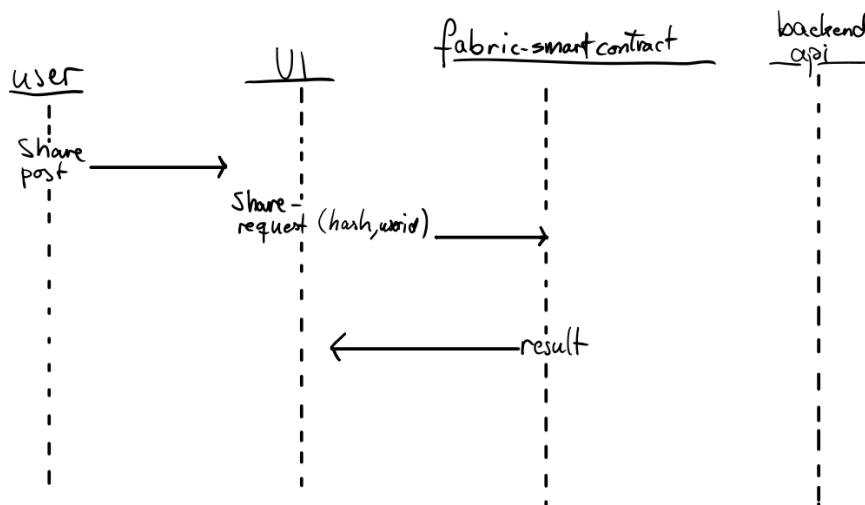 user
UI
fabric-smartcontract
backend
api
Share
post
Share-
request (hash,
result